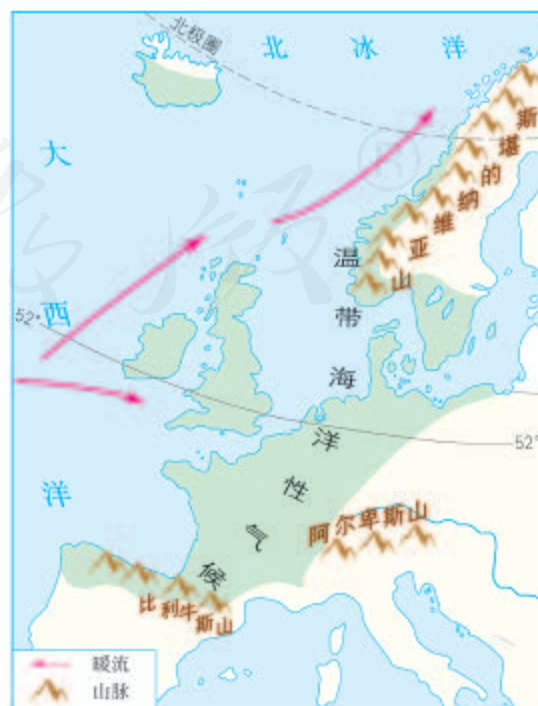 北极圈
北冰洋
大西洋
斯堪的纳维亚山
温带海洋性气候
52°
52°
阿尔卑斯山
比利牛斯山
暖流
山脉
®